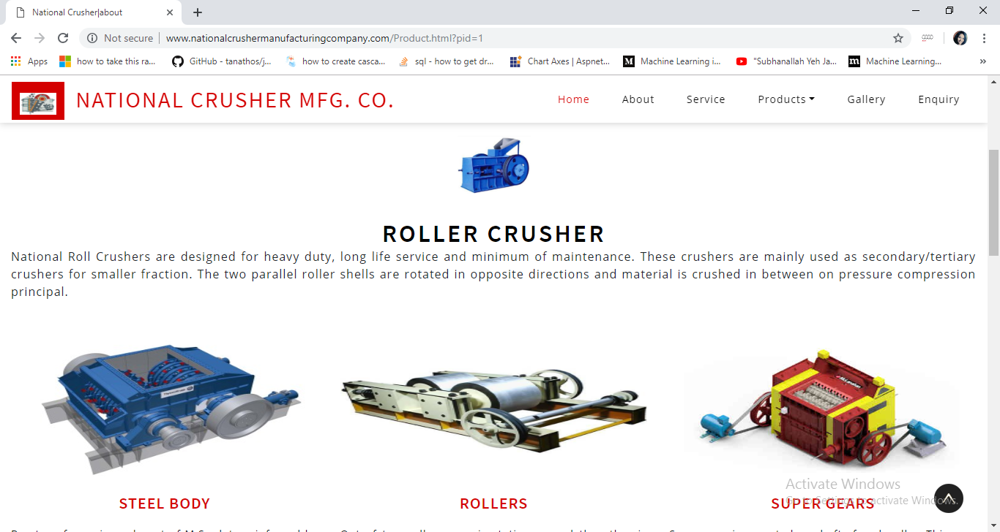 National Crusher|about
Not secure
www.nationalcrushermanufacturingcompany.com/Product.html?pid=1
Apps
how to take this ra...
GitHub - tanathos/j...
how to create casca...
sql - how to get dr...
Chart Axes | Aspnet...
Machine Learning i...
"Subhanallah Yeh Ja...
Machine Learning...
NATIONAL CRUSHER MFG. CO.
Home
About
Service
Products
Gallery
Enquiry
ROLLER CRUSHER
National Roll Crushers are designed for heavy duty, long life service and minimum of maintenance. These crushers are mainly used as secondary/tertiary
crushers for smaller fraction. The two parallel roller shells are rotated in opposite directions and material is crushed in between on pressure compression
principal.
STEEL BODY
ROLLERS
SUPER GEARS
Activate Windows
Go to Settings to activate Windows.